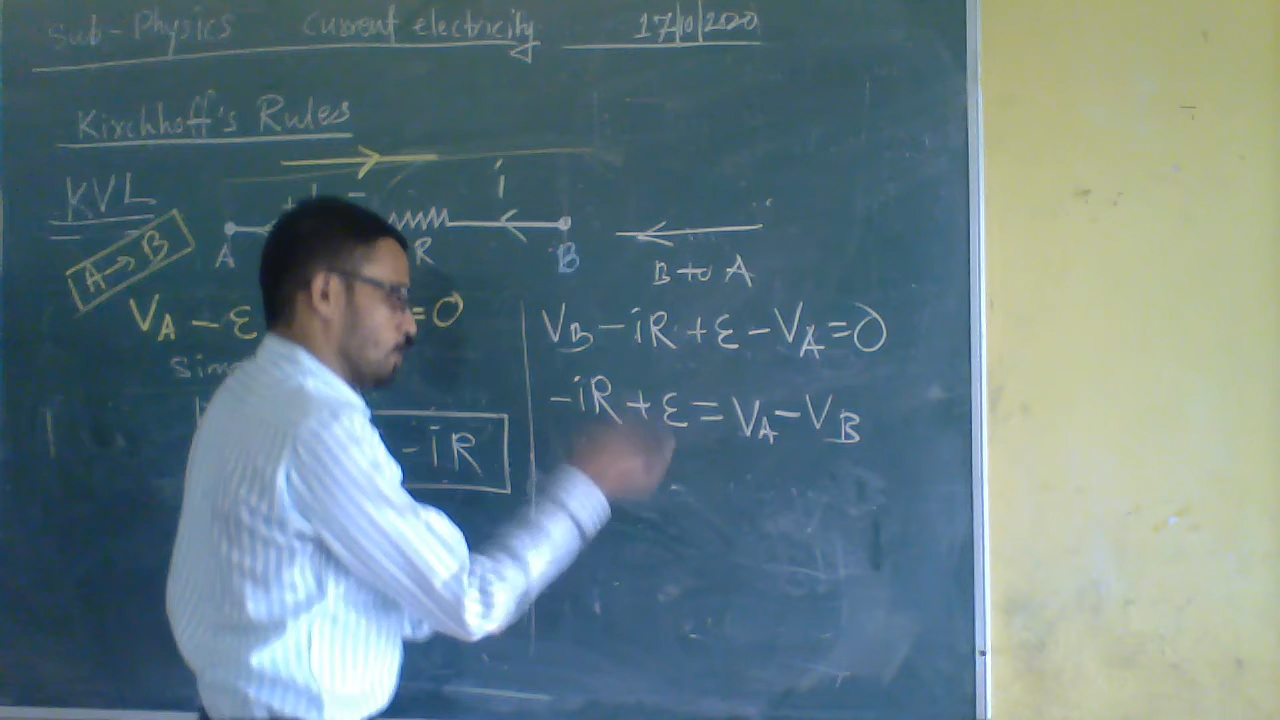 Sub-Physics Current electricity 17/10/2020
Kirchhoff's Rules
KVL
A→B
+ -
i
A R B
B to A
V_A - ε =0
V_B - iR + ε - V_A = 0
-iR + ε = V_A - V_B
-iR